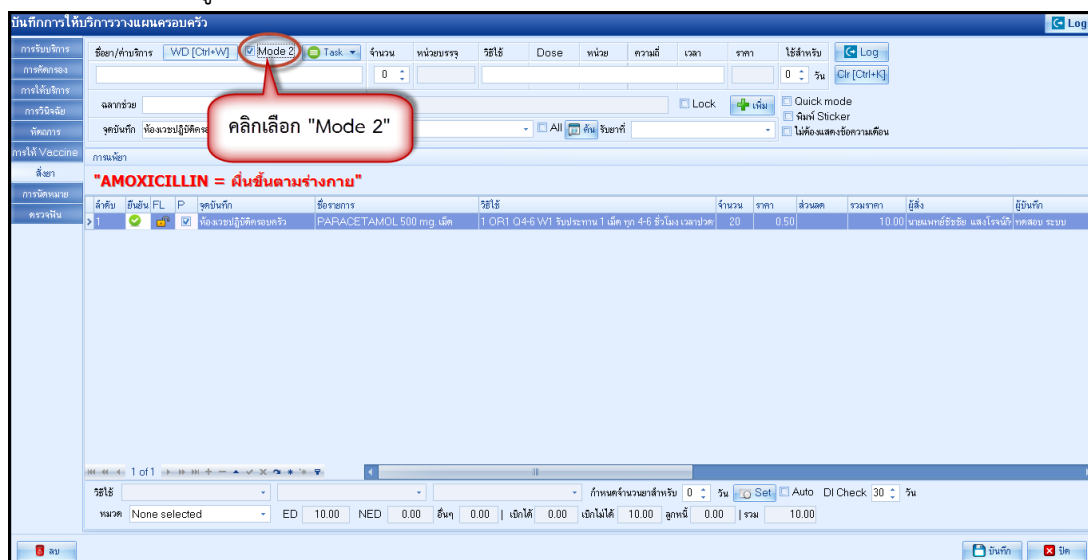 บันทึกการให้บริการวางแผนครอบครัว Log
การรับบริการ
การคัดกรอง
การให้บริการ
การวินิจฉัย
หัตถการ
การให้ Vaccine
สั่งยา
การนัดหมาย
ตรวจฟัน
ชื่อยา/ค่าบริการ WD [Ctrl+W] Mode 2 Task จำนวน หน่วยบรรจุ วิธีใช้ Dose หน่วย ความถี่ เวลา ราคา ใช้สำหรับ Log
0 0 วัน Clr [Ctrl+K]
ฉลากช่วย Lock เพิ่ม Quick mode
พิมพ์ Sticker
จุดบันทึก All ค้น รับยาที่ ไม่ต้องแสดงข้อความเตือน
คลิกเลือก "Mode 2"
การแพ้ยา
"AMOXICILLIN = ผื่นขึ้นตามร่างกาย"
ลำดับ ยืนยัน FL P จุดบันทึก ชื่อรายการ วิธีใช้ จำนวน ราคา ส่วนลด รวมราคา ผู้สั่ง ผู้บันทึก
1 ห้องเวชปฏิบัติครอบครัว PARACETAMOL 500 mg. เม็ด 1 OR1 Q4-6 W1 รับประทาน 1 เม็ด ทุก 4-6 ชั่วโมง เวลาปวด 20 0.50 10.00 ทดสอบ ระบบ
1 of 1
วิธีใช้ กำหนดจำนวนยาสำหรับ 0 วัน Set Auto DI Check 30 วัน
หมวด None selected ED 10.00 NED 0.00 อื่นๆ 0.00 | เบิกได้ 0.00 เบิกไม่ได้ 10.00 ลูกหนี้ 0.00 | รวม 10.00
ลบ บันทึก ปิด